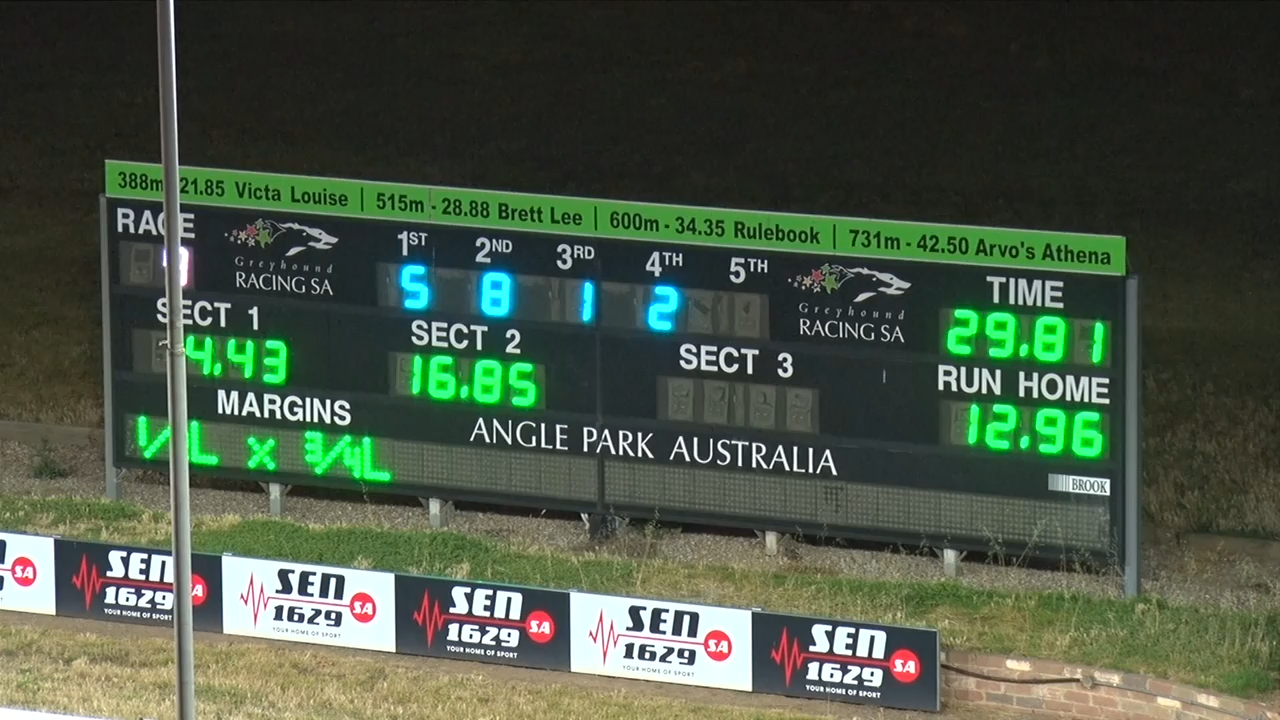 388m 21.85 Victa Louise | 515m - 28.88 Brett Lee | 600m - 34.35 Rulebook | 731m - 42.50 Arvo's Athena
RACE
Greyhound
RACING SA
1ST 2ND 3RD 4TH 5TH
5 8 1 2
Greyhound
RACING SA
TIME
29.81
SECT 1
4.43
SECT 2
16.85
SECT 3
RUN HOME
12.96
MARGINS
L x 3/4L
ANGLE PARK AUSTRALIA
BROOK
SA
SEN
1629
YOUR HOME OF SPORT
SEN
1629
SA
YOUR HOME OF SPORT
SEN
1629
SA
YOUR HOME OF SPORT
SEN
1629
SA
YOUR HOME OF SPORT
SEN
1629
SA
YOUR HOME OF SPORT